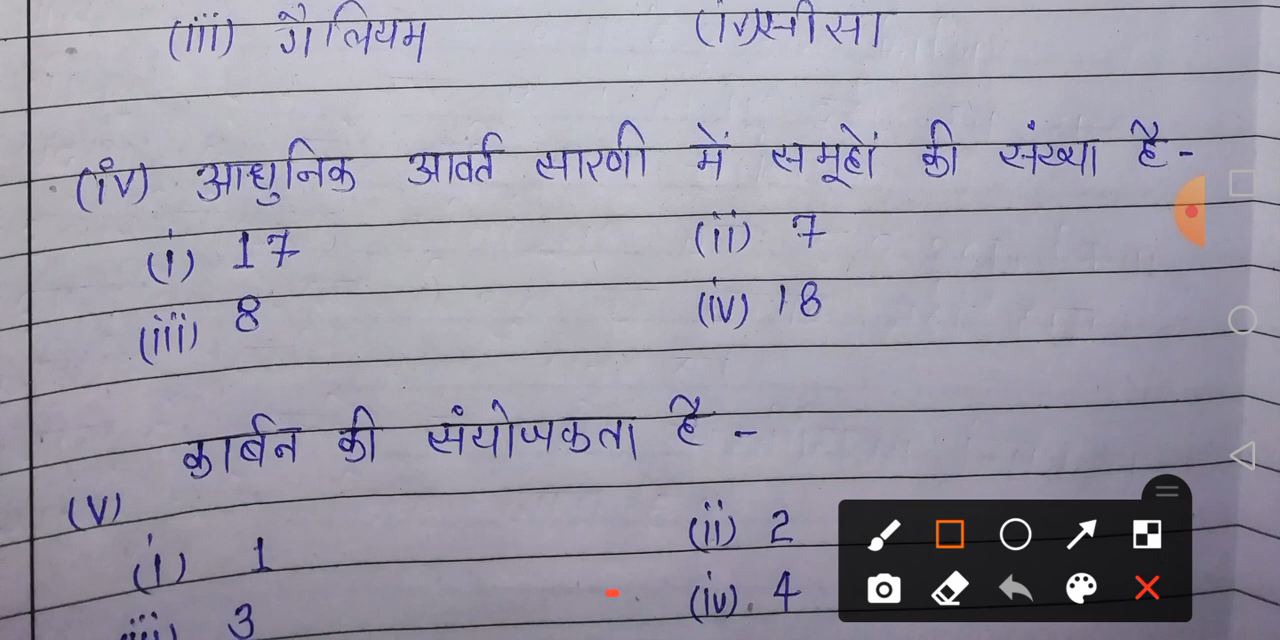 (iii) गैलियम (iv) सीसा
(iv) आधुनिक आवर्त सारणी में समूहों की संख्या है -
(i) 17 (ii) 7
(iii) 8 (iv) 18
कार्बन की संयोजकता है -
(v)
(i) 1 (ii) 2
(iii) 3 (iv) 4